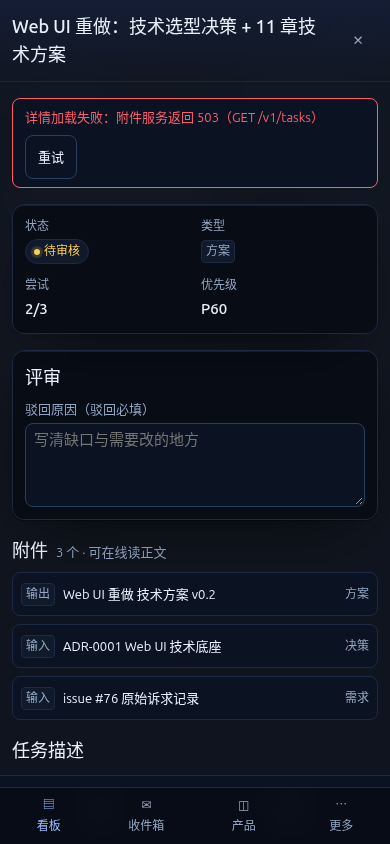 Web UI 重做：技术选型决策 + 11 章技
术方案
×
详情加载失败：附件服务返回 503（GET /v1/tasks）
重试
状态
类型
待审核
方案
尝试
优先级
2/3
P60
评审
驳回原因（驳回必填）
写清缺口与需要改的地方
附件 3 个 · 可在线读正文
输出 Web UI 重做 技术方案 v0.2 方案
输入 ADR-0001 Web UI 技术底座 决策
输入 issue #76 原始诉求记录 需求
任务描述
看板 收件箱 产品 更多